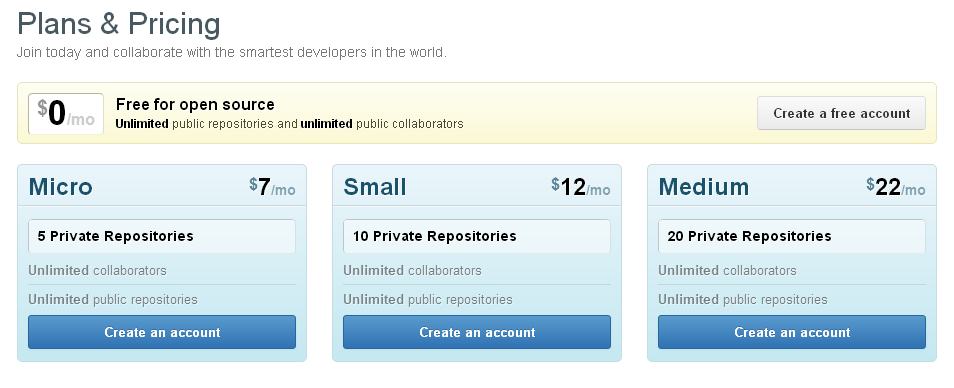 Plans & Pricing
Join today and collaborate with the smartest developers in the world.
$0/mo
Free for open source
Unlimited public repositories and unlimited public collaborators
Create a free account
Micro
$7/mo
5 Private Repositories
Unlimited collaborators
Unlimited public repositories
Create an account
Small
$12/mo
10 Private Repositories
Unlimited collaborators
Unlimited public repositories
Create an account
Medium
$22/mo
20 Private Repositories
Unlimited collaborators
Unlimited public repositories
Create an account